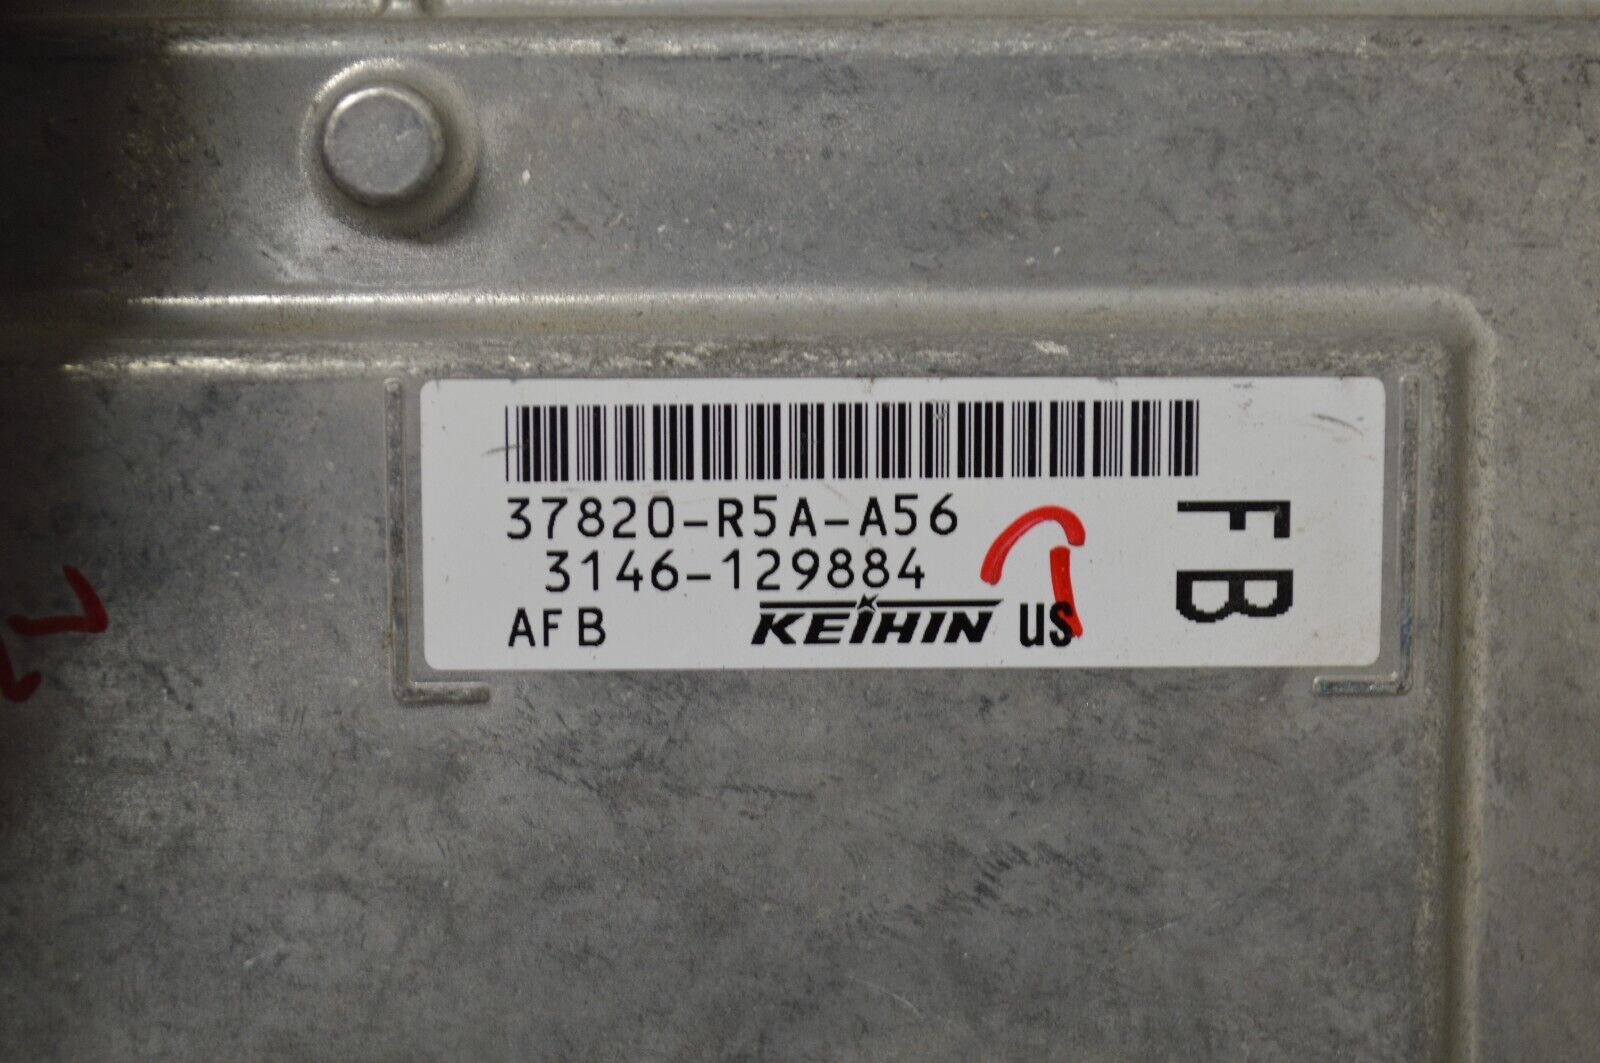 37820-R5A-A56
3146-129884
AFB KEIHIN US
FB